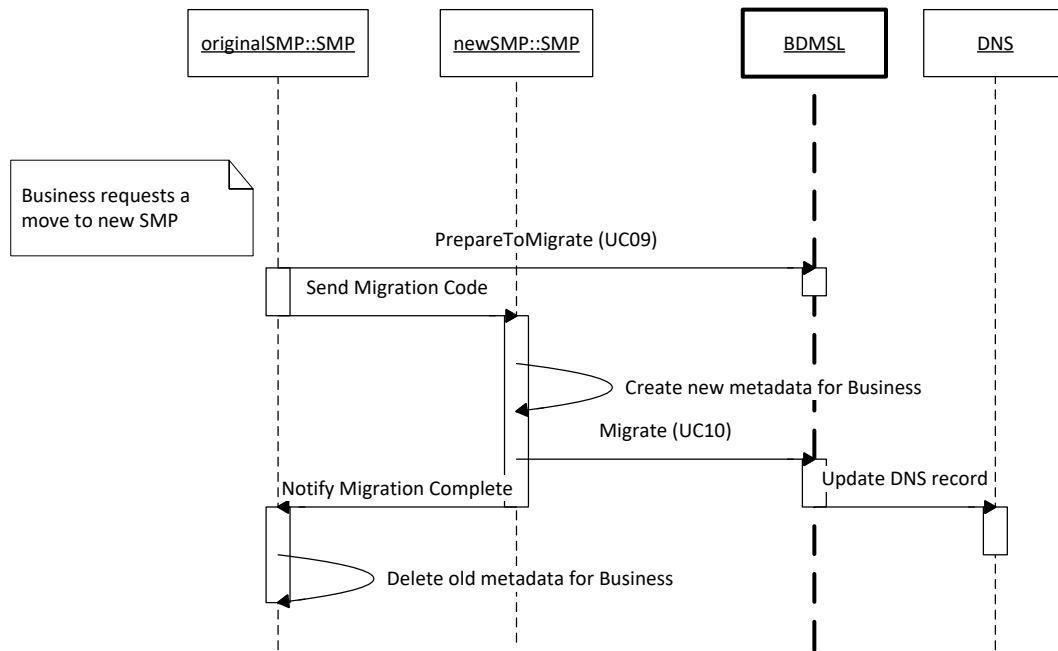 originalSMP::SMP
newSMP::SMP
BDMSL
DNS
Business requests a
move to new SMP
PrepareToMigrate (UC09)
Send Migration Code
Create new metadata for Business
Migrate (UC10)
Update DNS record
Notify Migration Complete
Delete old metadata for Business